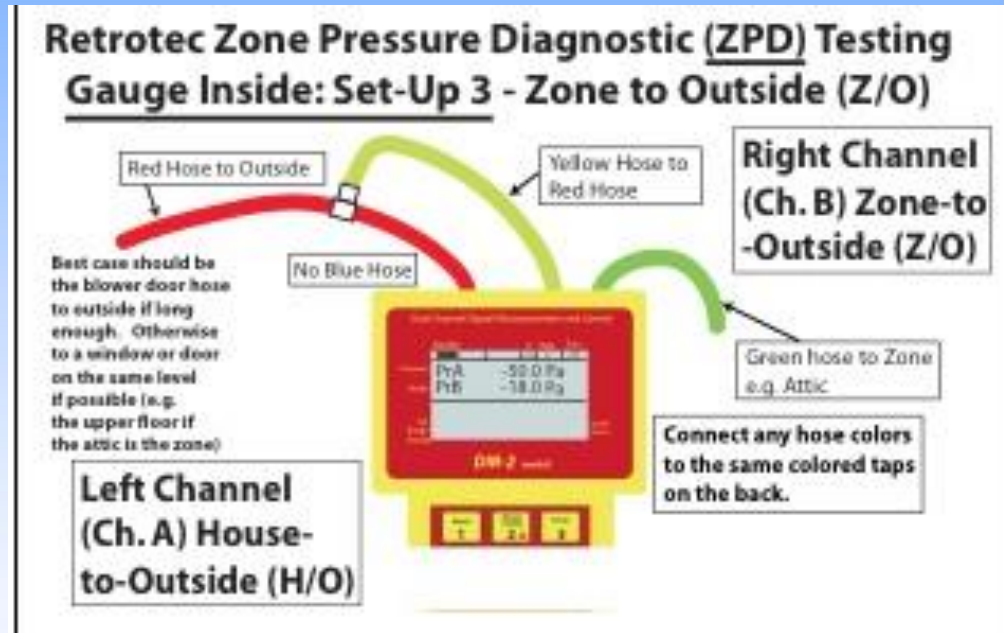 Retrotec Zone Pressure Diagnostic (ZPD) Testing
Gauge Inside: Set-Up 3 - Zone to Outside (Z/O)
Red Hose to Outside
Yellow Hose to
Red Hose
Right Channel
(Ch. B) Zone-to
-Outside (Z/O)
No Blue Hose
Best case should be
the blower door hose
to outside if long
enough. Otherwise
to a window or door
on the same level
if possible (e.g.
the upper floor if
the attic is the zone)
PrA -50.0 Pa
PrB -18.0 Pa
DM-2
Green hose to Zone
e.g. Attic
Connect any hose colors
to the same colored taps
on the back.
Left Channel
(Ch. A) House-
to-Outside (H/O)
1
2
3